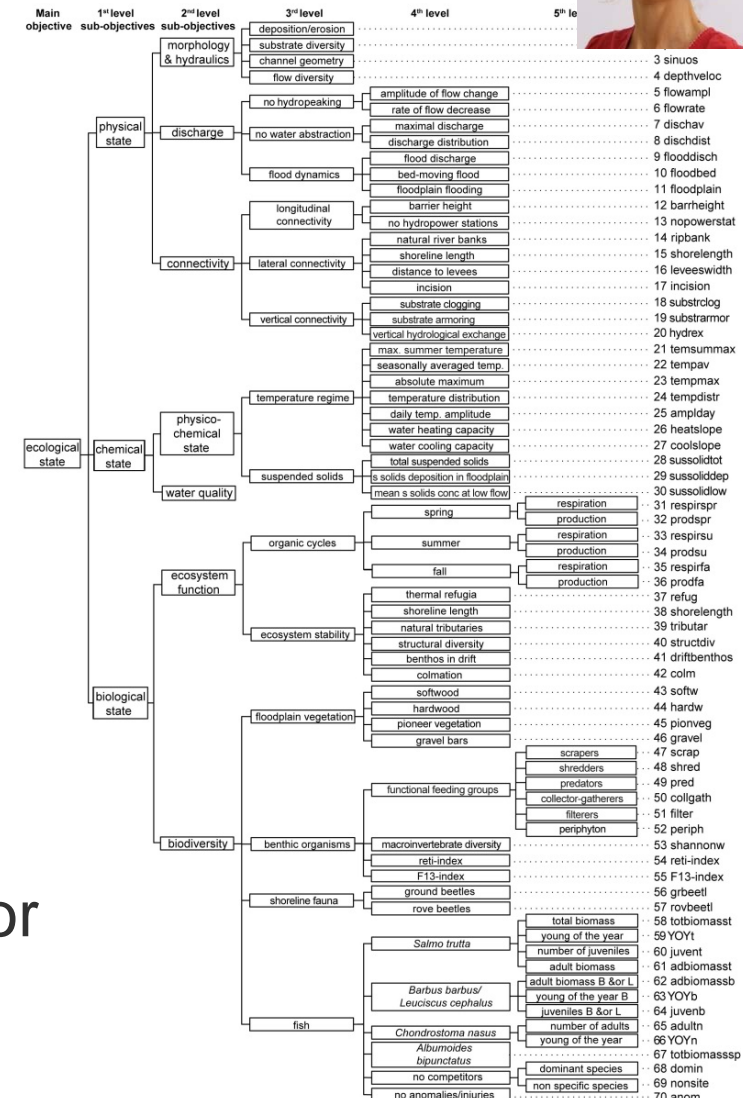 Main 1st level 2nd level 3rd level 4th level 5th le
objective sub-objectives sub-objectives
deposition/erosion
morphology
& hydraulics
substrate diversity
channel geometry
3 sinuos
flow diversity
4 depthveloc
physical
state
discharge
no hydropeaking
amplitude of flow change
5 flowampl
rate of flow decrease
6 flowrate
no water abstraction
maximal discharge
7 dischav
discharge distribution
8 dischdist
flood dynamics
flood discharge
9 flooddisch
bed-moving flood
10 floodbed
floodplain flooding
11 floodplain
connectivity
longitudinal
connectivity
barrier height
12 barrheight
no hydropower stations
13 nopowerstat
lateral connectivity
natural river banks
14 ripbank
shoreline length
15 shorelength
distance to levees
16 leveeswidth
incision
17 incision
vertical connectivity
substrate clogging
18 substrclog
substrate armoring
19 substrarmor
vertical hydrological exchange
20 hydrex
ecological
state
chemical
state
physico-
chemical
state
temperature regime
max. summer temperature
21 temsummax
seasonally averaged temp.
22 tempav
absolute maximum
23 tempmax
temperature distribution
24 tempdistr
daily temp. amplitude
25 amplday
water heating capacity
26 heatslope
water cooling capacity
27 coolslope
suspended solids
total suspended solids
28 sussolidtot
s solids deposition in floodplain
29 sussoliddep
mean s solids conc at low flow
30 sussolidlow
water quality
biological
state
ecosystem
function
organic cycles
spring
respiration
31 respirspr
production
32 prodspr
summer
respiration
33 respirsu
production
34 prodsu
fall
respiration
35 respirfa
production
36 prodfa
ecosystem stability
thermal refugia
37 refug
shoreline length
38 shorelength
natural tributaries
39 tributar
structural diversity
40 structdiv
benthos in drift
41 driftbenthos
colmation
42 colm
biodiversity
floodplain vegetation
softwood
43 softw
hardwood
44 hardw
pioneer vegetation
45 pionveg
gravel bars
46 gravel
benthic organisms
functional feeding groups
scrapers
47 scrap
shredders
48 shred
predators
49 pred
collector-gatherers
50 collgath
filterers
51 filter
periphyton
52 periph
macroinvertebrate diversity
53 shannonw
reti-index
54 reti-index
F13-index
55 F13-index
shoreline fauna
ground beetles
56 grbeetl
rove beetles
57 rovbeetl
or
fish
Salmo trutta
total biomass
58 totbiomasst
young of the year
59 YOYt
number of juveniles
60 juvent
adult biomass
61 adbiomasst
Barbus barbus/
Leuciscus cephalus
adult biomass B &or L
62 adbiomassb
young of the year B
63 YOYb
juveniles B &or L
64 juvenb
Chondrostoma nasus
number of adults
65 adultn
young of the year
66 YOYn
Albumoides
bipunctatus
67 totbiomasssp
no competitors
dominant species
68 domin
non specific species
69 nonsite
no anomalies/injuries
70 anom